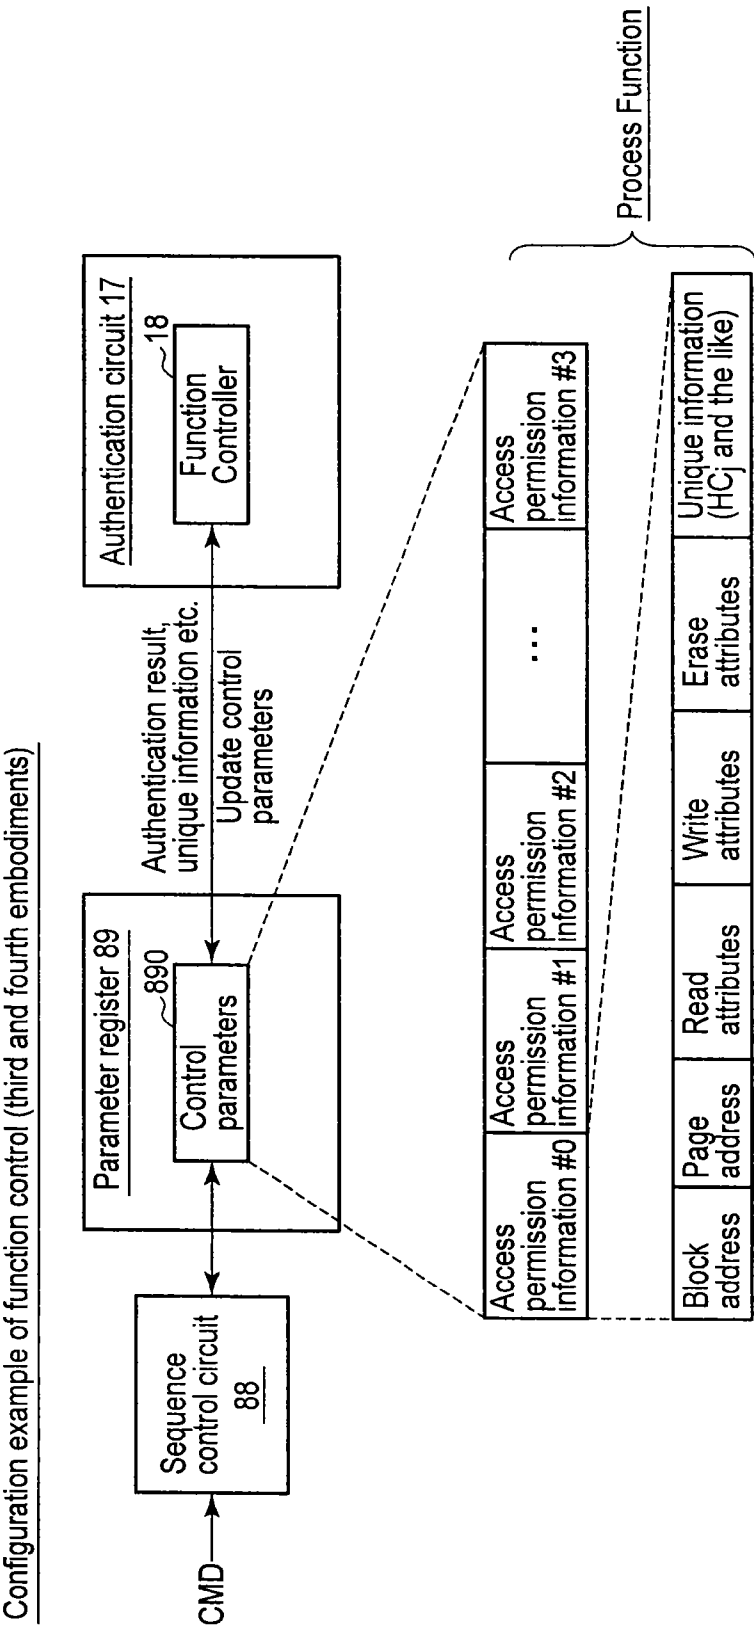 Configuration example of function control (third and fourth embodiments)
CMD
Sequence
control circuit
88
Parameter register 89
890
Control
parameters
Authentication result,
unique information etc.
Update control
parameters
Authentication circuit 17
18
Function
Controller
Access
permission
information #0
Access
permission
information #1
Access
permission
information #2
...
Access
permission
information #3
Process Function
Block
address
Page
address
Read
attributes
Write
attributes
Erase
attributes
Unique information
(HCj and the like)